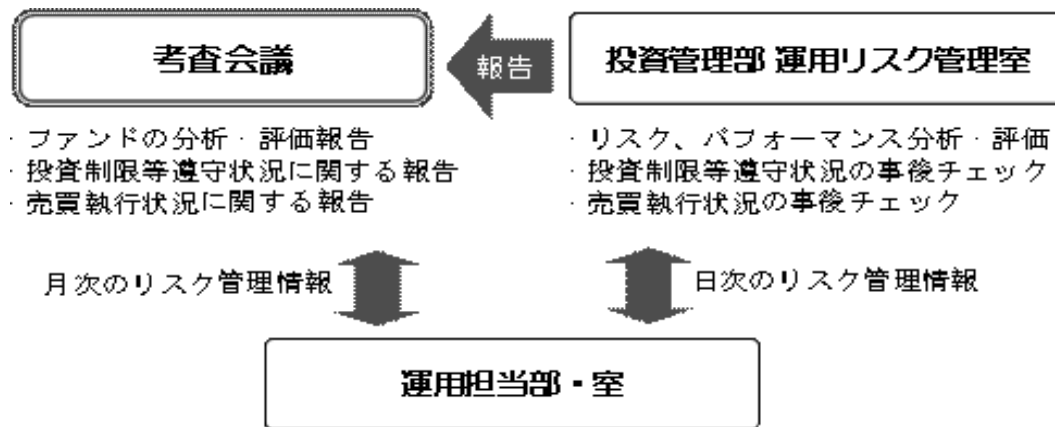 考査会議
報告
投資管理部 運用リスク管理室
・ファンドの分析・評価報告
・投資制限等遵守状況に関する報告
・売買執行状況に関する報告
・リスク、パフォーマンス分析・評価
・投資制限等遵守状況の事後チェック
・売買執行状況の事後チェック
月次のリスク管理情報
日次のリスク管理情報
運用担当部・室